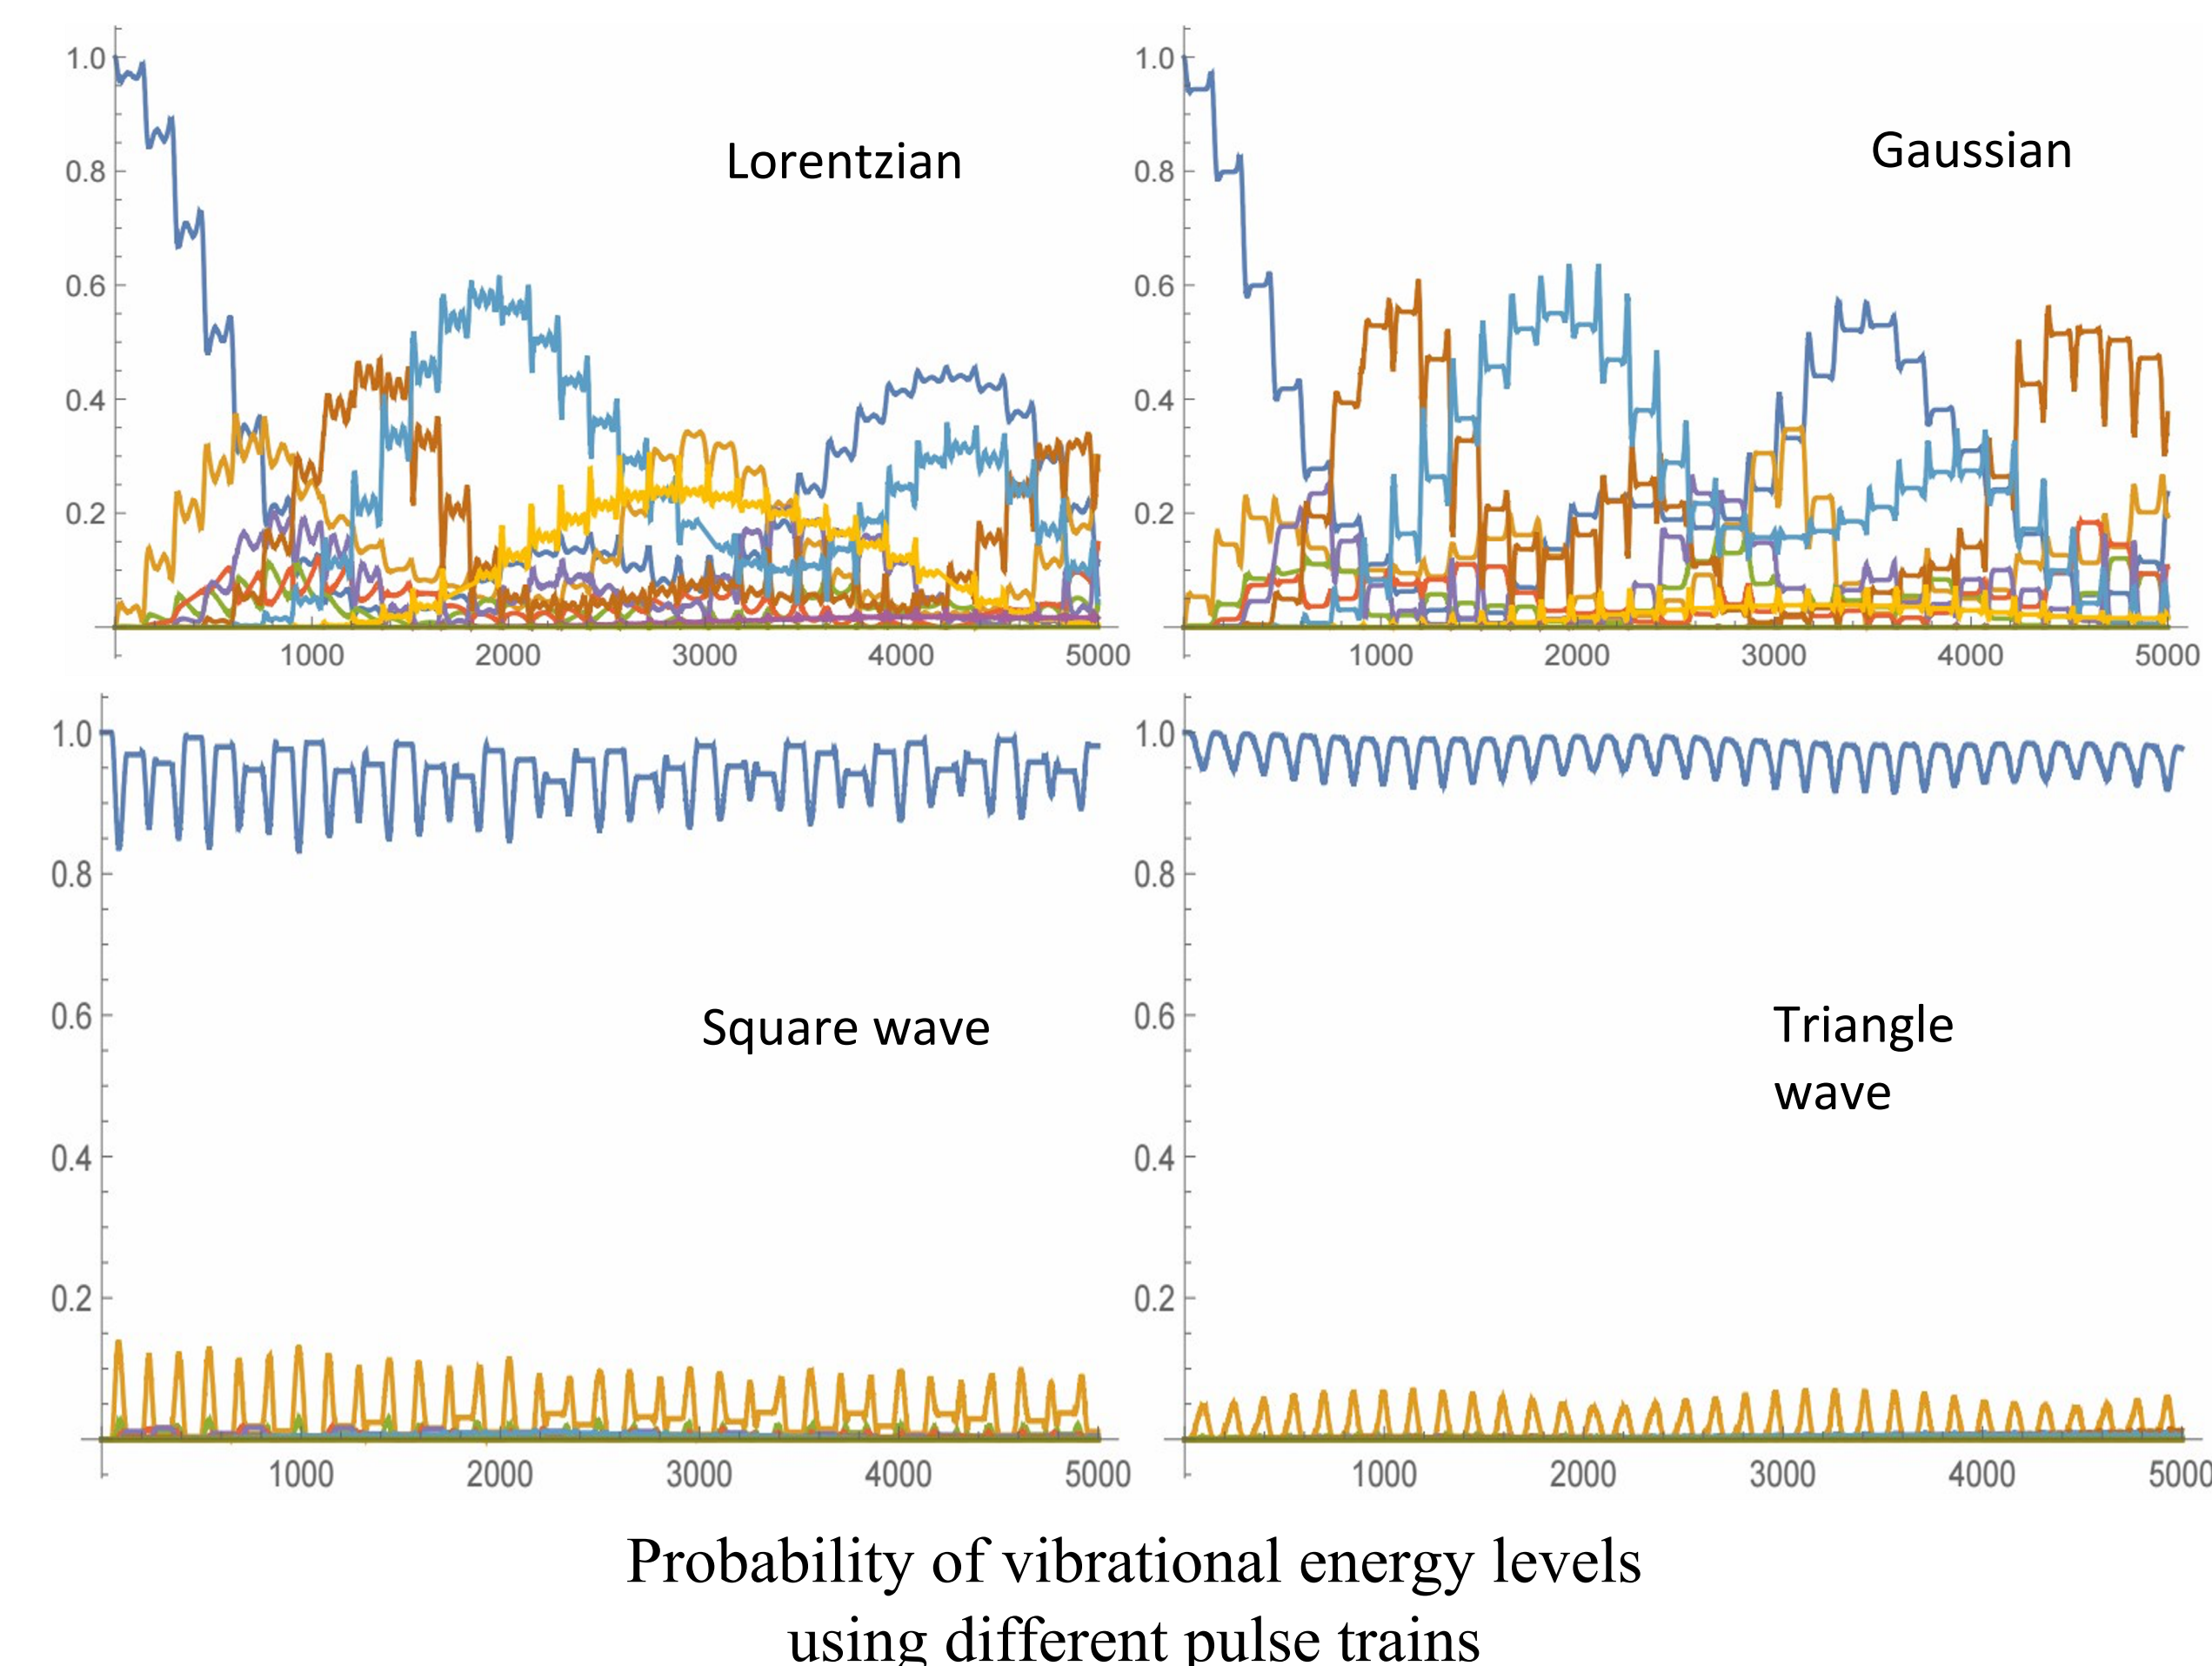 1.0
0.8
0.6
0.4
0.2
1000 2000 3000 4000 5000
Lorentzian
1.0
0.8
0.6
0.4
0.2
1000 2000 3000 4000 5000
Gaussian
1.0
0.8
0.6
0.4
0.2
1000 2000 3000 4000 5000
Square wave
1.0
0.8
0.6
0.4
0.2
1000 2000 3000 4000 5000
Triangle
wave
Probability of vibrational energy levels
using different pulse trains